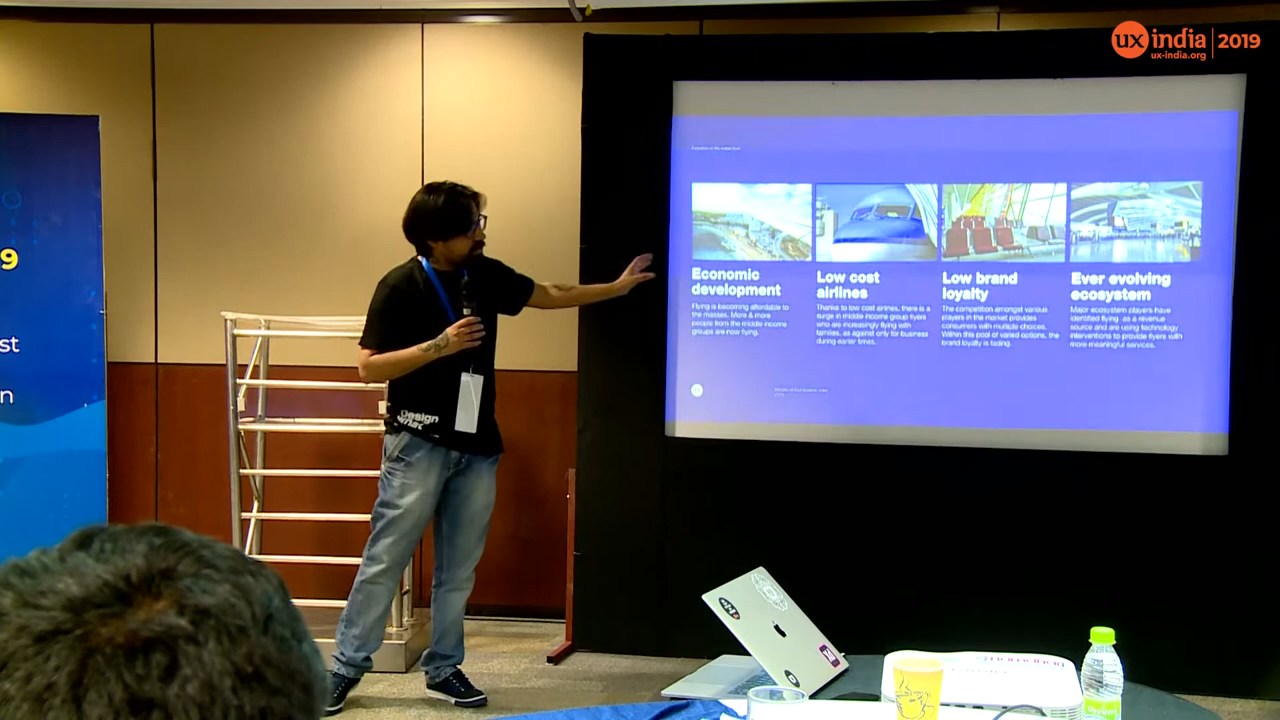 ux india 2019
ux-india.org
9
st
n
Economic
development
Flying is becoming affordable to
the masses. More & more
people from the middle income
groups are now flying.
Low cost
airlines
Thanks to low cost airlines, there is a
surge in middle income group flyers
who are increasingly flying with
families, as against only for business
during earlier times.
Low brand
loyalty
The competition amongst various
players in the market provides
consumers with multiple choices.
Within this pool of varied options, the
brand loyalty is fading.
Ever evolving
ecosystem
Major ecosystem players have
identified flying as a revenue
source and are using technology
interventions to provide flyers with
more meaningful services.
Design